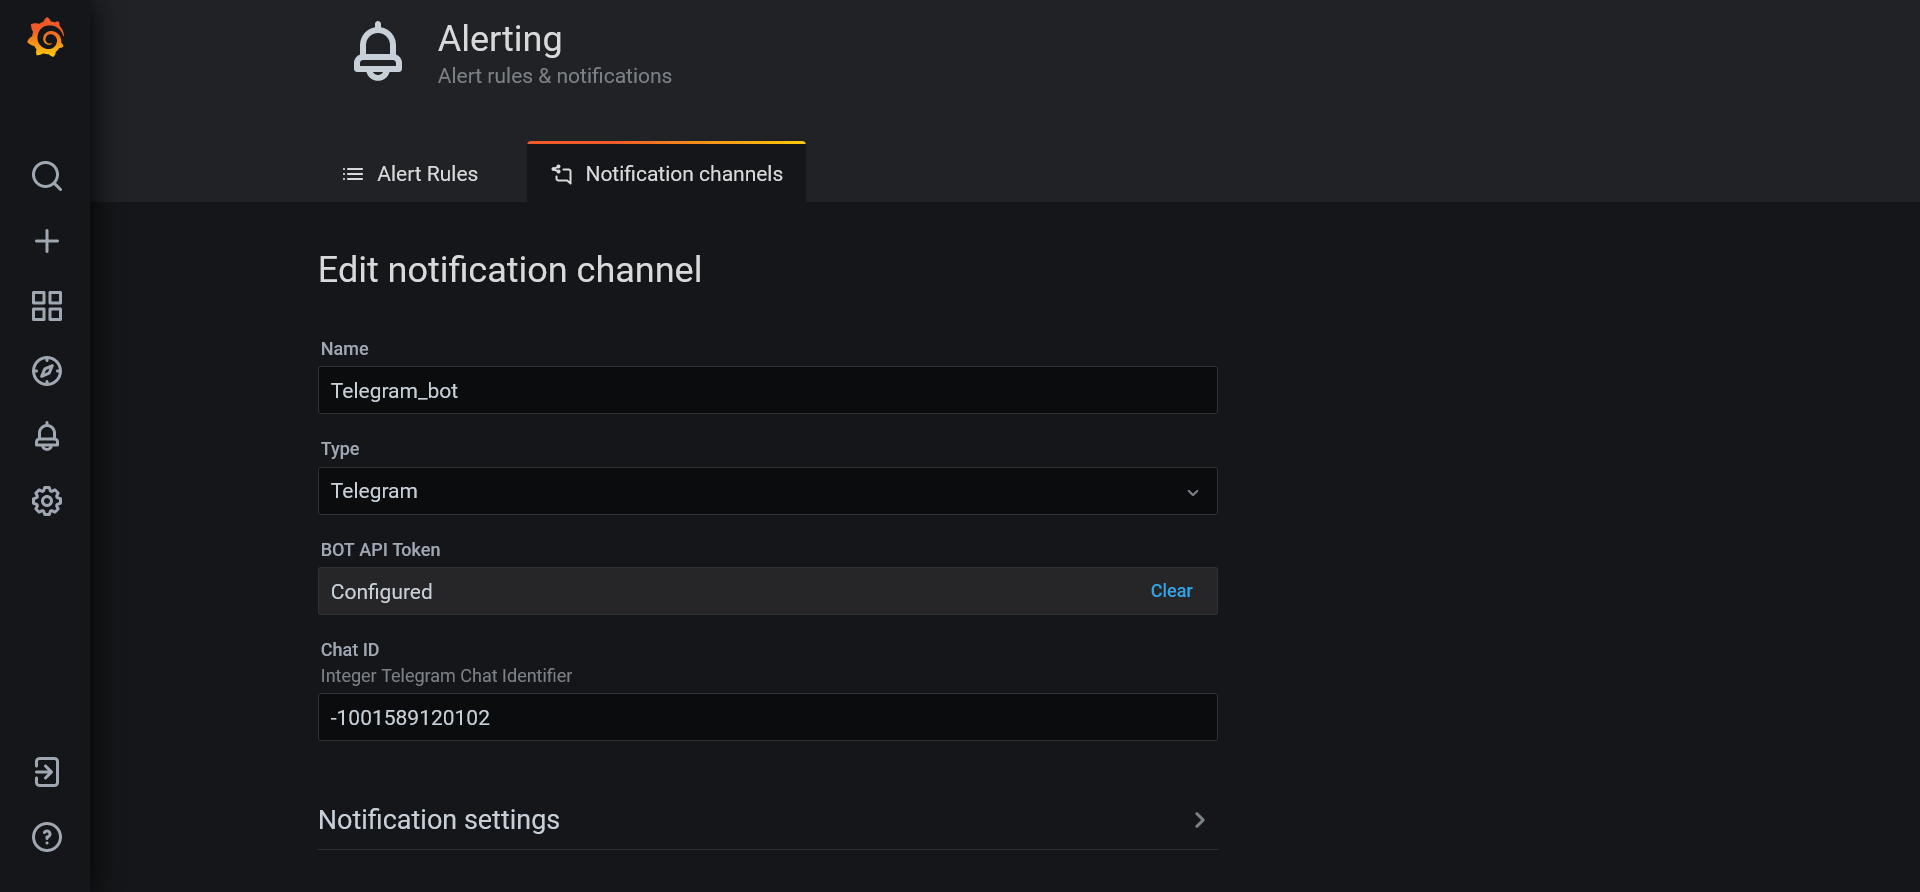 Alerting
Alert rules & notifications
Alert Rules
Notification channels
Edit notification channel
Name
Telegram_bot
Type
Telegram
BOT API Token
Configured
Clear
Chat ID
Integer Telegram Chat Identifier
-1001589120102
Notification settings